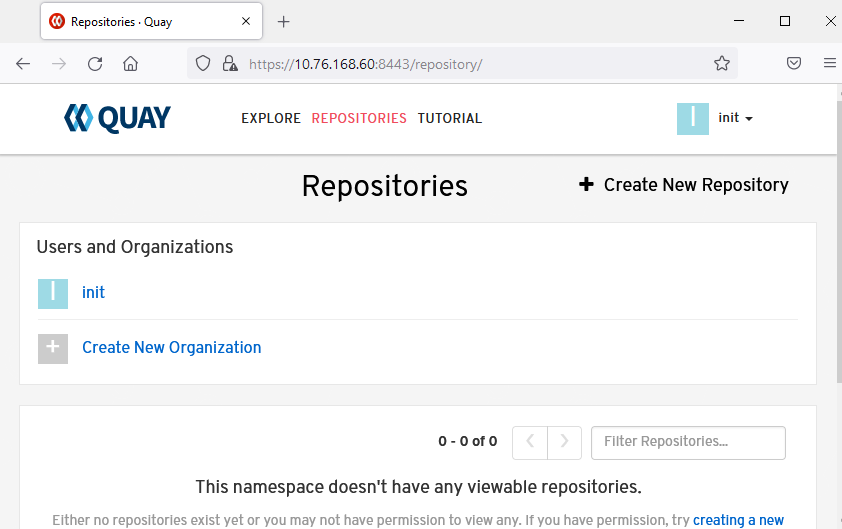 Repositories · Quay
https://10.76.168.60:8443/repository/
QUAY
EXPLORE REPOSITORIES TUTORIAL
I init
Repositories
Create New Repository
Users and Organizations
I init
Create New Organization
0 - 0 of 0
Filter Repositories...
This namespace doesn't have any viewable repositories.
Either no repositories exist yet or you may not have permission to view any. If you have permission, try creating a new